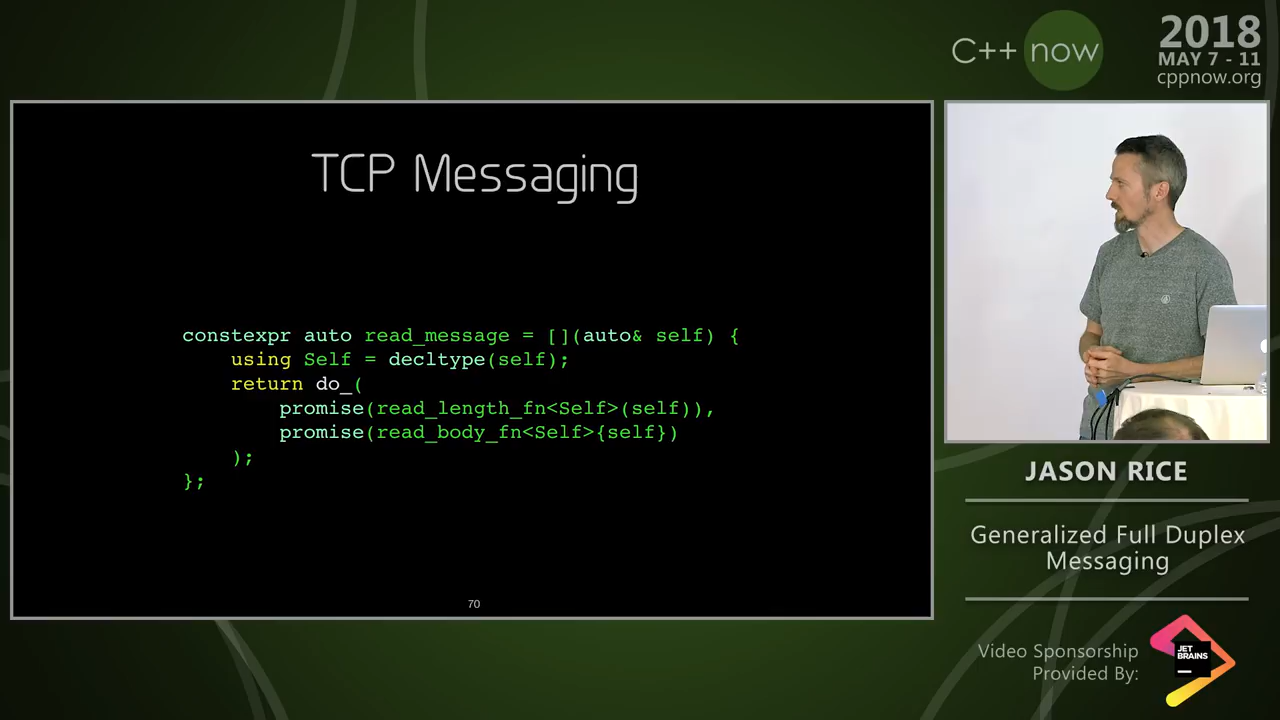 C++ now
2018
MAY 7 - 11
cppnow.org
TCP Messaging
constexpr auto read_message = [](auto& self) {
    using Self = decltype(self);
    return do_(
        promise(read_length_fn<Self>(self)),
        promise(read_body_fn<Self>{self})
    );
};
70
JASON RICE
Generalized Full Duplex
Messaging
Video Sponsorship
Provided By:
JET
BRAINS